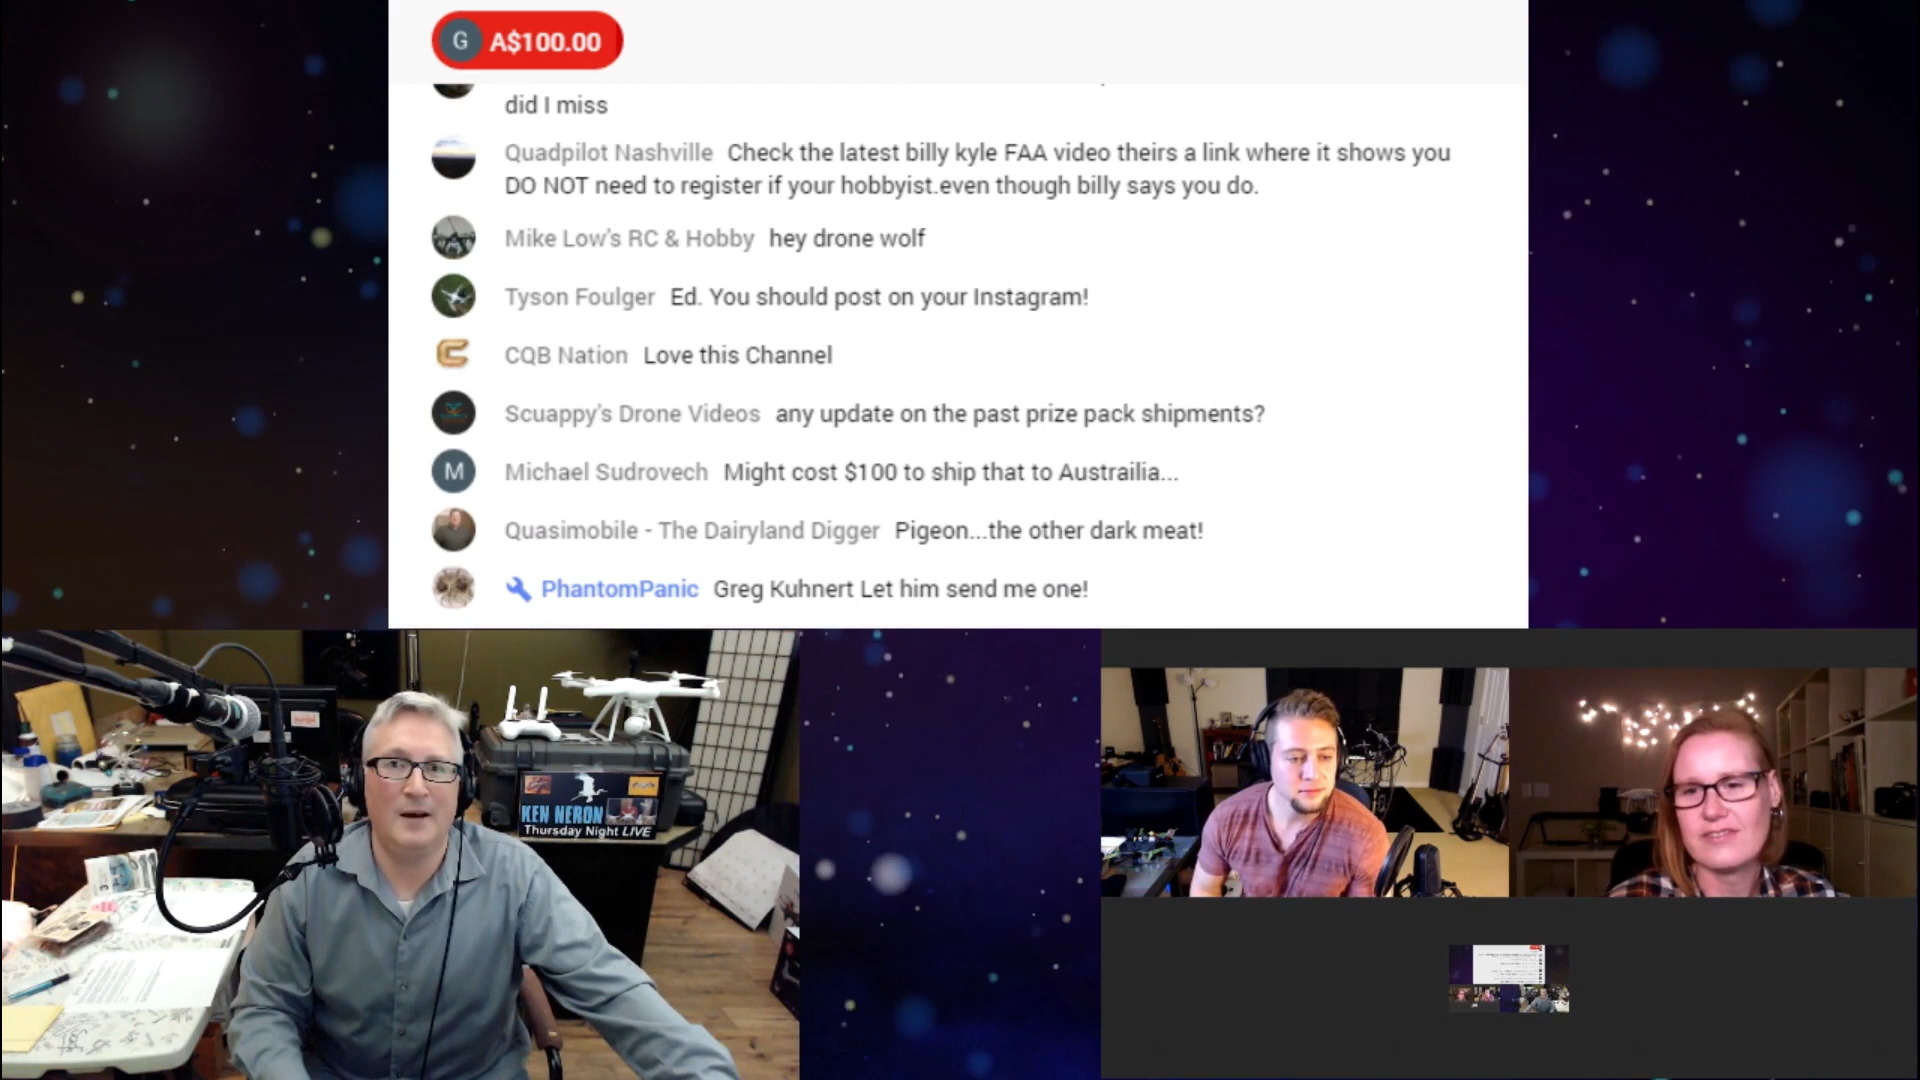 G A$100.00
did I miss
Quadpilot Nashville Check the latest billy kyle FAA video theirs a link where it shows you
DO NOT need to register if your hobbyist.even though billy says you do.
Mike Low's RC & Hobby hey drone wolf
Tyson Foulger Ed. You should post on your Instagram!
CQB Nation Love this Channel
Scuappy's Drone Videos any update on the past prize pack shipments?
M Michael Sudrovech Might cost $100 to ship that to Austrailia...
Quasimobile - The Dairyland Digger Pigeon...the other dark meat!
PhantomPanic Greg Kuhnert Let him send me one!
KEN NERON
Thursday Night LIVE